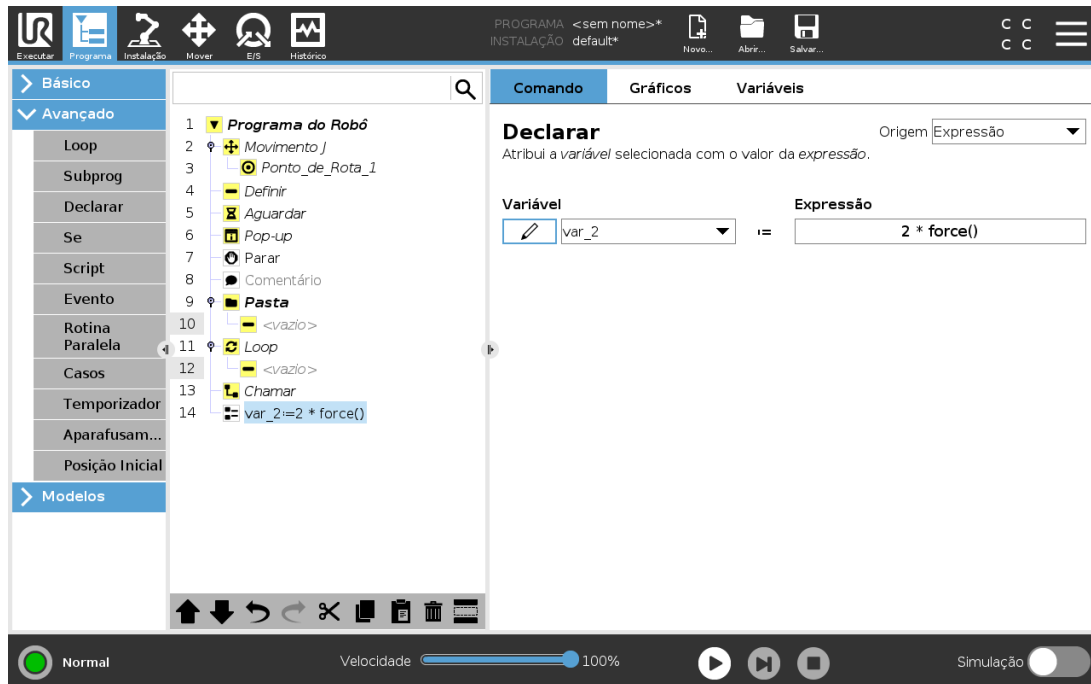 UR
Executar
Programa
Instalação
Mover
E/S
Histórico
PROGRAMA <sem nome>*
INSTALAÇÃO default*
Novo...
Abrir...
Salvar...
C C
C C
Básico
Avançado
Loop
Subprog
Declarar
Se
Script
Evento
Rotina
Paralela
Casos
Temporizador
Aparafusam...
Posição Inicial
Modelos
1 Programa do Robô
2 Movimento J
3 Ponto_de_Rota_1
4 Definir
5 Aguardar
6 Pop-up
7 Parar
8 Comentário
9 Pasta
10 <vazio>
11 Loop
12 <vazio>
13 Chamar
14 var_2:=2 * force()
Comando Gráficos Variáveis
Declarar
Origem Expressão
Atribui a variável selecionada com o valor da expressão.
Variável Expressão
var_2 := 2 * force()
Normal
Velocidade 100%
Simulação